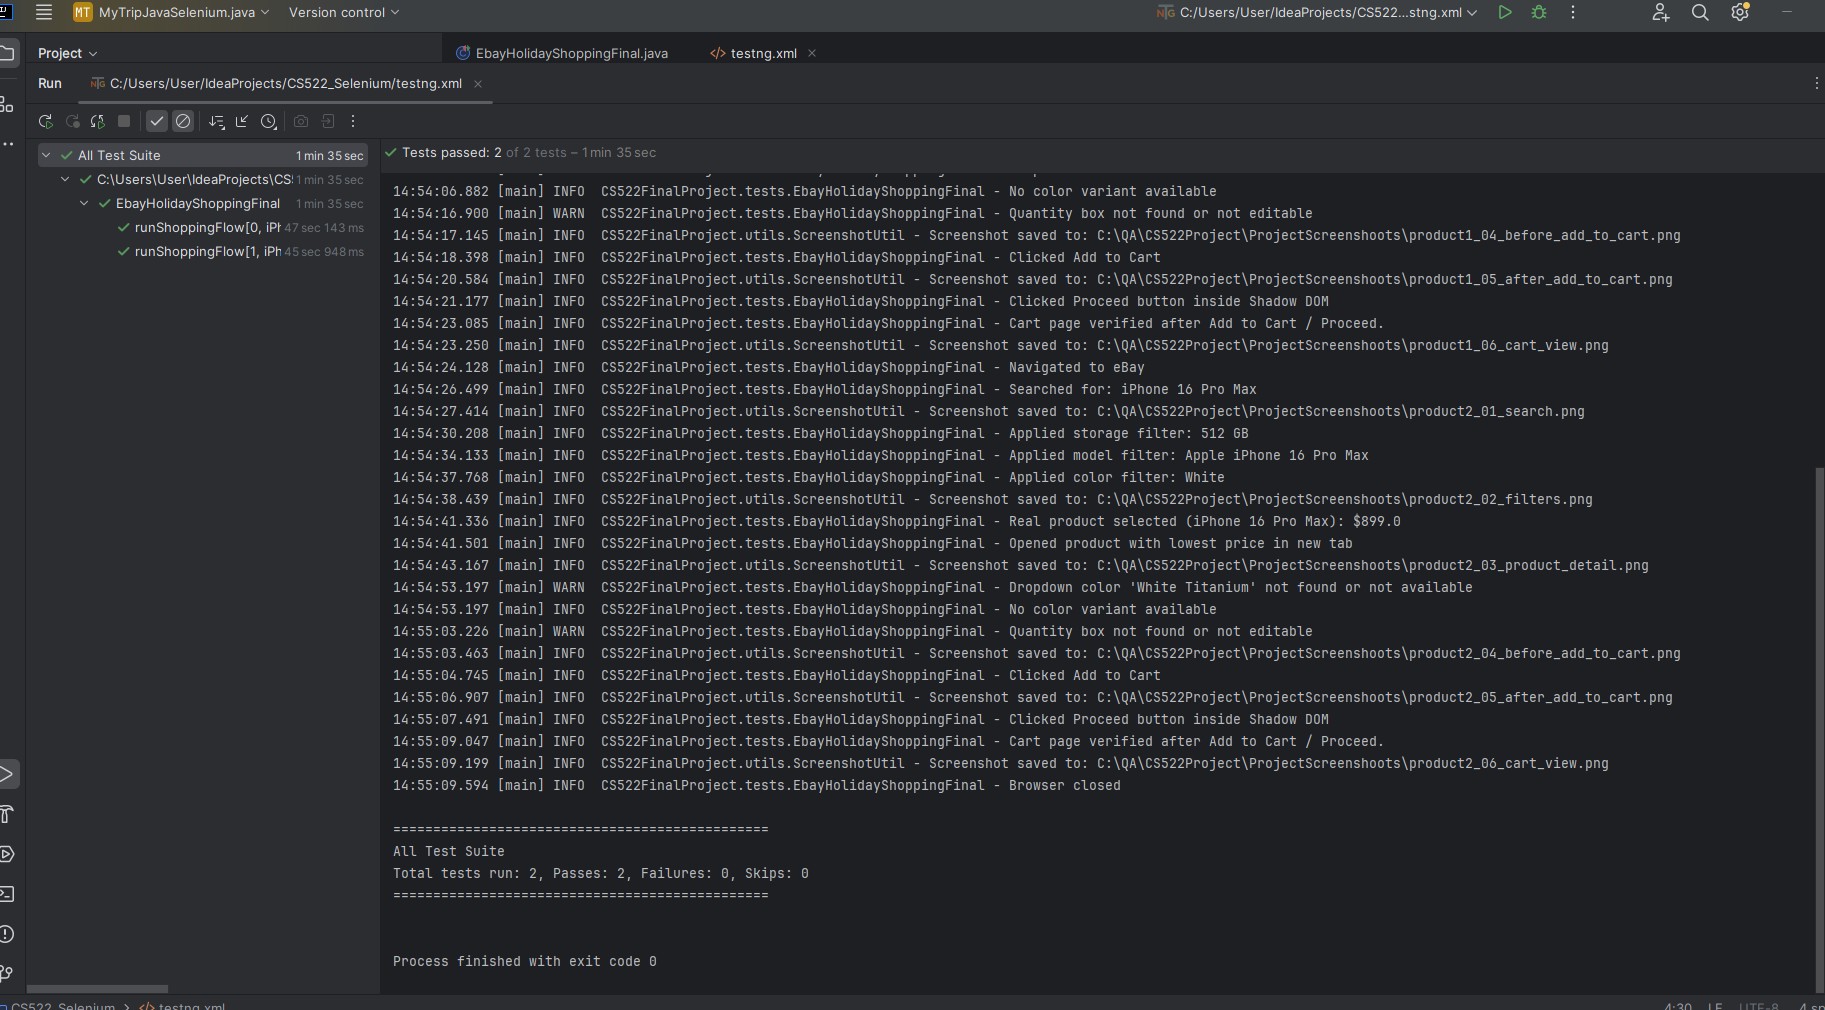 MT MyTripJavaSelenium.java Version control C:/Users/User/IdeaProjects/CS522...stng.xml
Project EbayHolidayShoppingFinal.java testng.xml
Run C:/Users/User/IdeaProjects/CS522_Selenium/testng.xml
All Test Suite 1 min 35 sec
C:\Users\User\IdeaProjects\CS 1 min 35 sec
EbayHolidayShoppingFinal 1 min 35 sec
runShoppingFlow[0, iPh 47 sec 143 ms
runShoppingFlow[1, iPh 45 sec 948 ms
Tests passed: 2 of 2 tests – 1 min 35 sec
14:54:06.882 [main] INFO CS522FinalProject.tests.EbayHolidayShoppingFinal - No color variant available
14:54:16.900 [main] WARN CS522FinalProject.tests.EbayHolidayShoppingFinal - Quantity box not found or not editable
14:54:17.145 [main] INFO CS522FinalProject.utils.ScreenshotUtil - Screenshot saved to: C:\QA\CS522Project\ProjectScreenshoots\product1_04_before_add_to_cart.png
14:54:18.398 [main] INFO CS522FinalProject.tests.EbayHolidayShoppingFinal - Clicked Add to Cart
14:54:20.584 [main] INFO CS522FinalProject.utils.ScreenshotUtil - Screenshot saved to: C:\QA\CS522Project\ProjectScreenshoots\product1_05_after_add_to_cart.png
14:54:21.177 [main] INFO CS522FinalProject.tests.EbayHolidayShoppingFinal - Clicked Proceed button inside Shadow DOM
14:54:23.085 [main] INFO CS522FinalProject.tests.EbayHolidayShoppingFinal - Cart page verified after Add to Cart / Proceed.
14:54:23.250 [main] INFO CS522FinalProject.utils.ScreenshotUtil - Screenshot saved to: C:\QA\CS522Project\ProjectScreenshoots\product1_06_cart_view.png
14:54:24.128 [main] INFO CS522FinalProject.tests.EbayHolidayShoppingFinal - Navigated to eBay
14:54:26.499 [main] INFO CS522FinalProject.tests.EbayHolidayShoppingFinal - Searched for: iPhone 16 Pro Max
14:54:27.414 [main] INFO CS522FinalProject.utils.ScreenshotUtil - Screenshot saved to: C:\QA\CS522Project\ProjectScreenshoots\product2_01_search.png
14:54:30.208 [main] INFO CS522FinalProject.tests.EbayHolidayShoppingFinal - Applied storage filter: 512 GB
14:54:34.133 [main] INFO CS522FinalProject.tests.EbayHolidayShoppingFinal - Applied model filter: Apple iPhone 16 Pro Max
14:54:37.768 [main] INFO CS522FinalProject.tests.EbayHolidayShoppingFinal - Applied color filter: White
14:54:38.439 [main] INFO CS522FinalProject.utils.ScreenshotUtil - Screenshot saved to: C:\QA\CS522Project\ProjectScreenshoots\product2_02_filters.png
14:54:41.336 [main] INFO CS522FinalProject.tests.EbayHolidayShoppingFinal - Real product selected (iPhone 16 Pro Max): $899.0
14:54:41.501 [main] INFO CS522FinalProject.tests.EbayHolidayShoppingFinal - Opened product with lowest price in new tab
14:54:43.167 [main] INFO CS522FinalProject.utils.ScreenshotUtil - Screenshot saved to: C:\QA\CS522Project\ProjectScreenshoots\product2_03_product_detail.png
14:54:53.197 [main] WARN CS522FinalProject.tests.EbayHolidayShoppingFinal - Dropdown color 'White Titanium' not found or not available
14:54:53.197 [main] INFO CS522FinalProject.tests.EbayHolidayShoppingFinal - No color variant available
14:55:03.226 [main] WARN CS522FinalProject.tests.EbayHolidayShoppingFinal - Quantity box not found or not editable
14:55:03.463 [main] INFO CS522FinalProject.utils.ScreenshotUtil - Screenshot saved to: C:\QA\CS522Project\ProjectScreenshoots\product2_04_before_add_to_cart.png
14:55:04.745 [main] INFO CS522FinalProject.tests.EbayHolidayShoppingFinal - Clicked Add to Cart
14:55:06.907 [main] INFO CS522FinalProject.utils.ScreenshotUtil - Screenshot saved to: C:\QA\CS522Project\ProjectScreenshoots\product2_05_after_add_to_cart.png
14:55:07.491 [main] INFO CS522FinalProject.tests.EbayHolidayShoppingFinal - Clicked Proceed button inside Shadow DOM
14:55:09.047 [main] INFO CS522FinalProject.tests.EbayHolidayShoppingFinal - Cart page verified after Add to Cart / Proceed.
14:55:09.199 [main] INFO CS522FinalProject.utils.ScreenshotUtil - Screenshot saved to: C:\QA\CS522Project\ProjectScreenshoots\product2_06_cart_view.png
14:55:09.594 [main] INFO CS522FinalProject.tests.EbayHolidayShoppingFinal - Browser closed
===============================================
All Test Suite
Total tests run: 2, Passes: 2, Failures: 0, Skips: 0
===============================================
Process finished with exit code 0
CS522_Selenium > testng.xml 4:30 LF UTF-8 4 sp